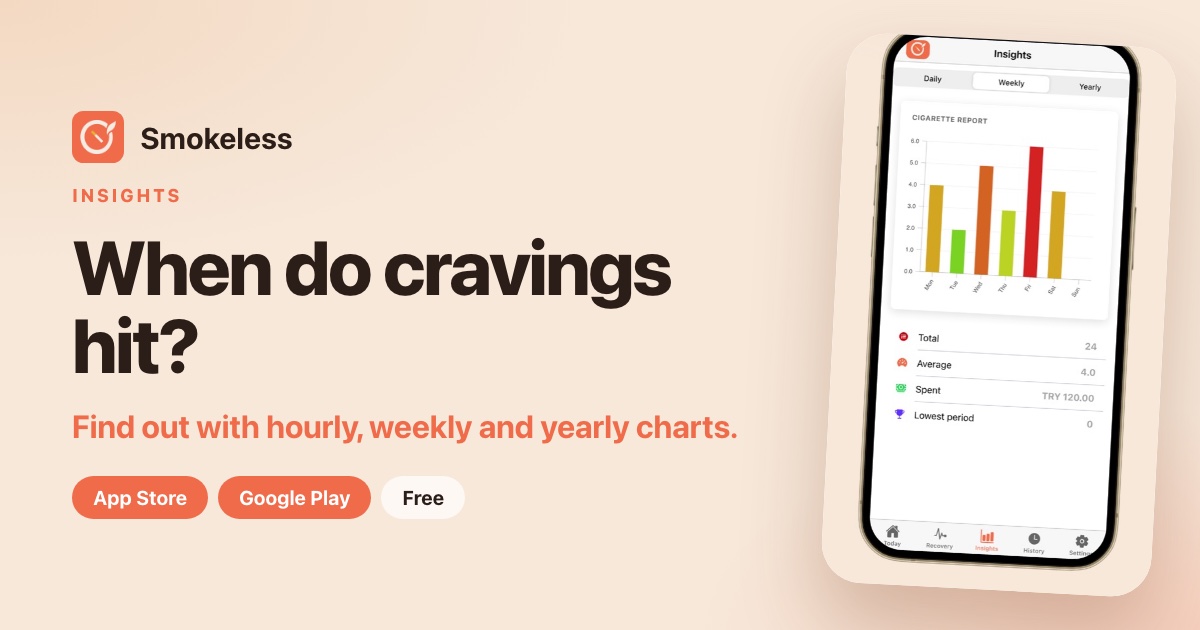 Smokeless
INSIGHTS
When do cravings
hit?
Find out with hourly, weekly and yearly charts.
App Store
Google Play
Free
Insights
Daily
Weekly
Yearly
CIGARETTE REPORT
6.0
5.0
4.0
3.0
2.0
1.0
0.0
Mon
Tue
Wed
Thu
Fri
Sat
Sun
Total 24
Average 4.0
Spent TRY 120.00
Lowest period 0
Today
Recovery
Insights
History
Settings